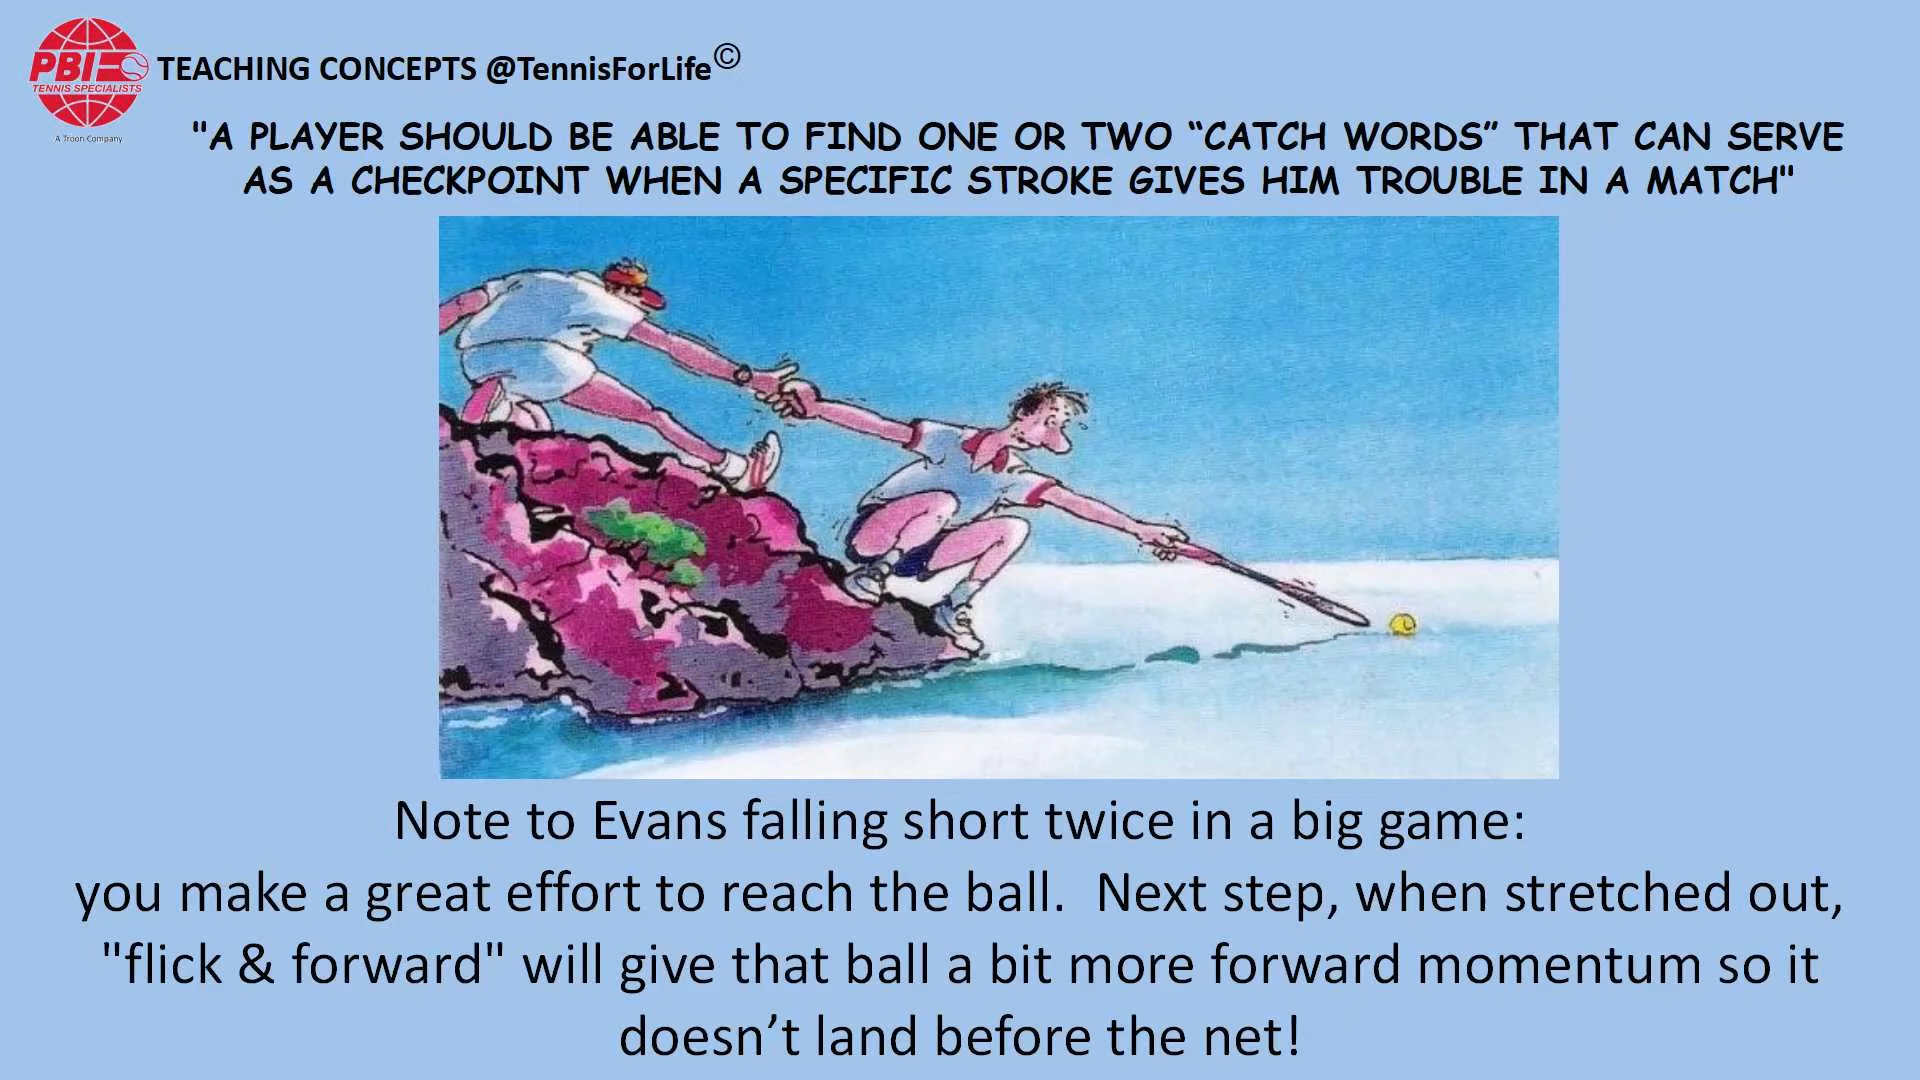 PBI
TENNIS SPECIALISTS
A Troon Company
TEACHING CONCEPTS @TennisForLife©
"A PLAYER SHOULD BE ABLE TO FIND ONE OR TWO “CATCH WORDS” THAT CAN SERVE
AS A CHECKPOINT WHEN A SPECIFIC STROKE GIVES HIM TROUBLE IN A MATCH"
Note to Evans falling short twice in a big game:
you make a great effort to reach the ball.  Next step, when stretched out,
"flick & forward" will give that ball a bit more forward momentum so it
doesn’t land before the net!